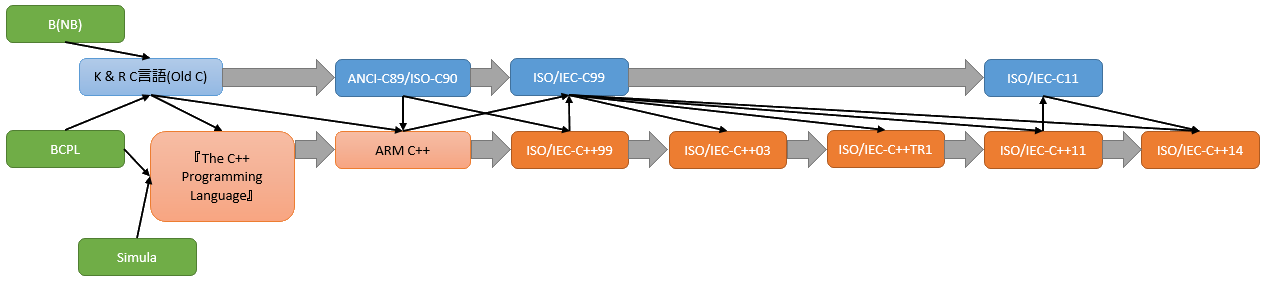 B(NB)
K & R C言語(Old C)
ANCI-C89/ISO-C90
ISO/IEC-C99
ISO/IEC-C11
BCPL
『The C++
Programming
Language』
ARM C++
ISO/IEC-C++99
ISO/IEC-C++03
ISO/IEC-C++TR1
ISO/IEC-C++11
ISO/IEC-C++14
Simula